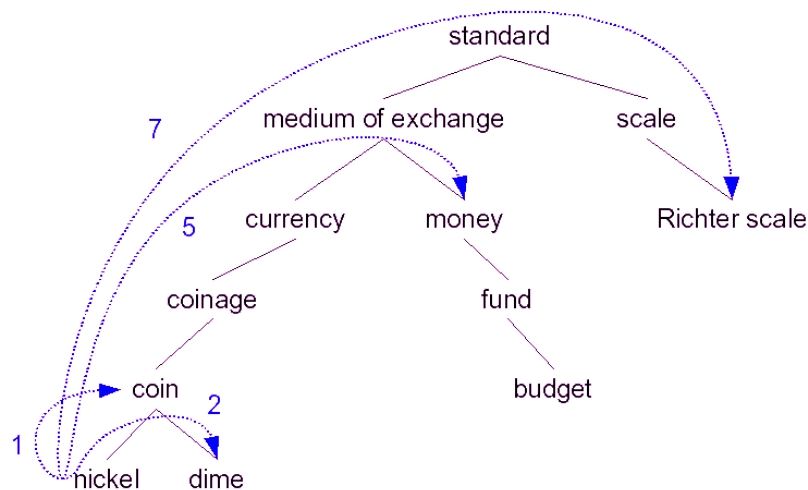 standard
medium of exchange
scale
7
5
currency
money
Richter scale
coinage
fund
coin
budget
2
1
nickel
dime